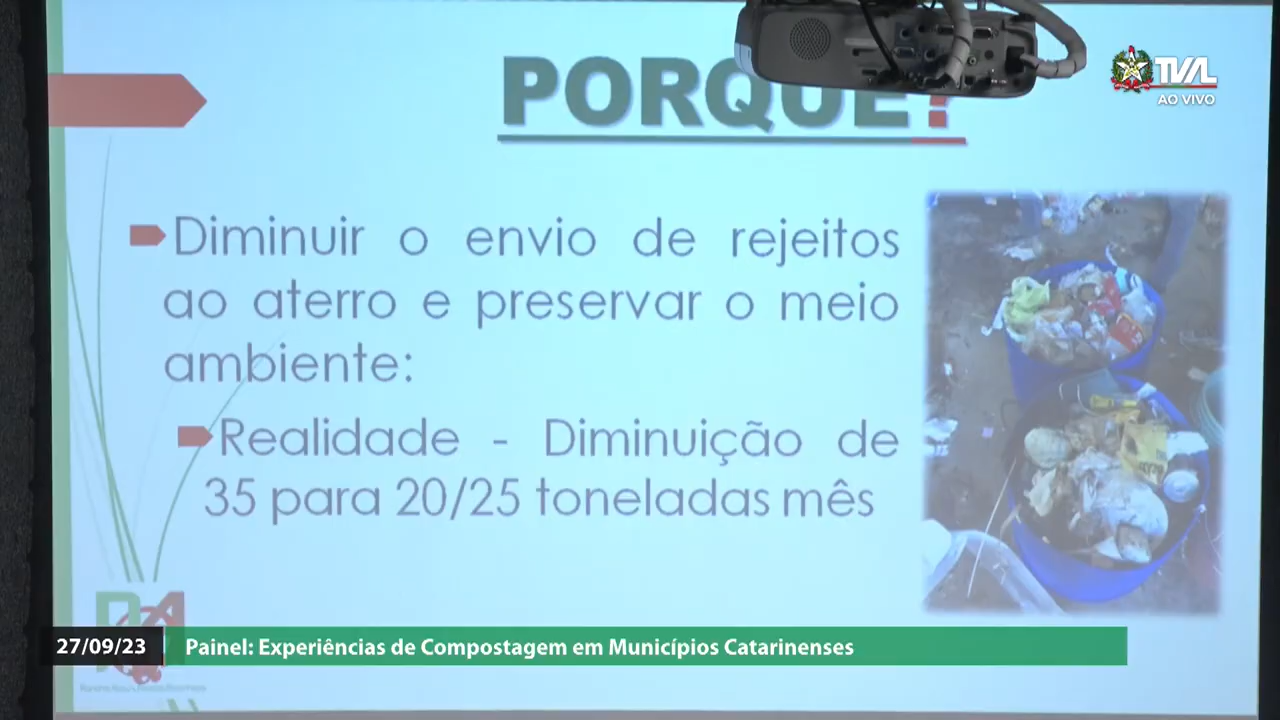 TVAL
AO VIVO
PORQUE?
Diminuir o envio de rejeitos
ao aterro e preservar o meio
ambiente:
Realidade - Diminuição de
35 para 20/25 toneladas mês
27/09/23
Painel: Experiências de Compostagem em Municípios Catarinenses